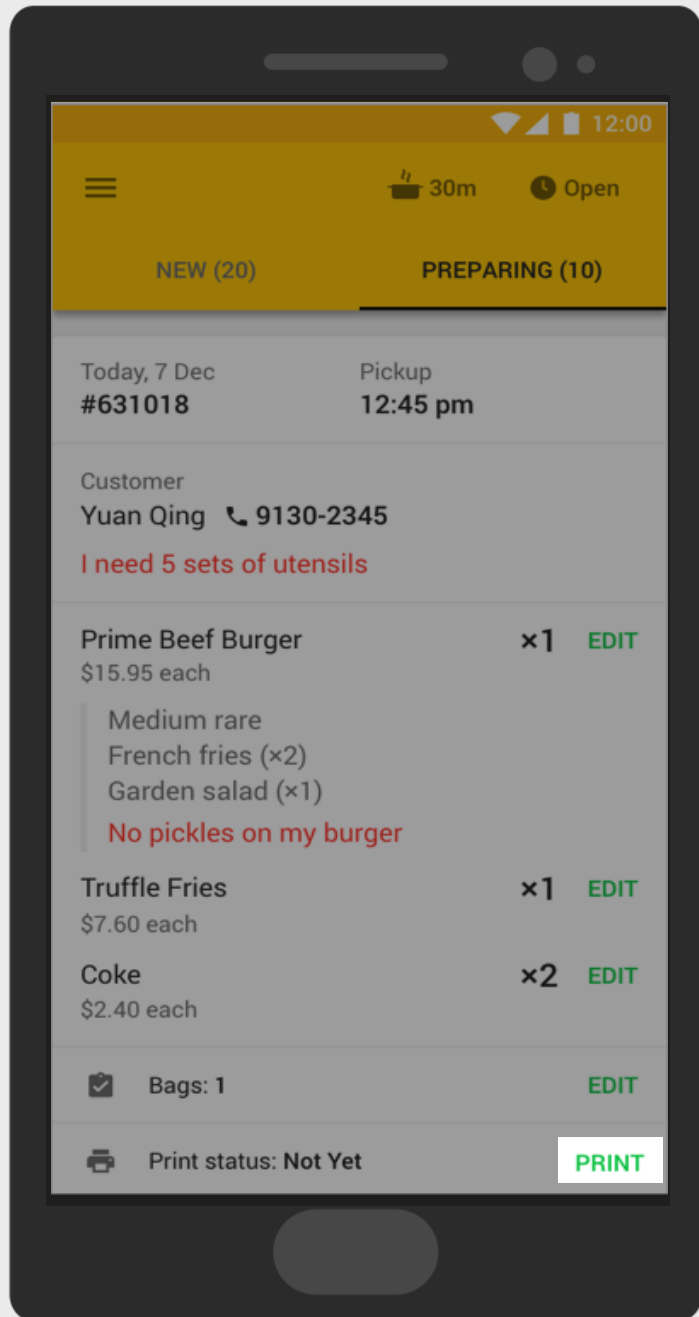 12:00
30m Open
NEW (20) PREPARING (10)
Today, 7 Dec Pickup
#631018 12:45 pm
Customer
Yuan Qing 9130-2345
I need 5 sets of utensils
Prime Beef Burger ×1 EDIT
$15.95 each
Medium rare
French fries (×2)
Garden salad (×1)
No pickles on my burger
Truffle Fries ×1 EDIT
$7.60 each
Coke ×2 EDIT
$2.40 each
Bags: 1 EDIT
Print status: Not Yet PRINT